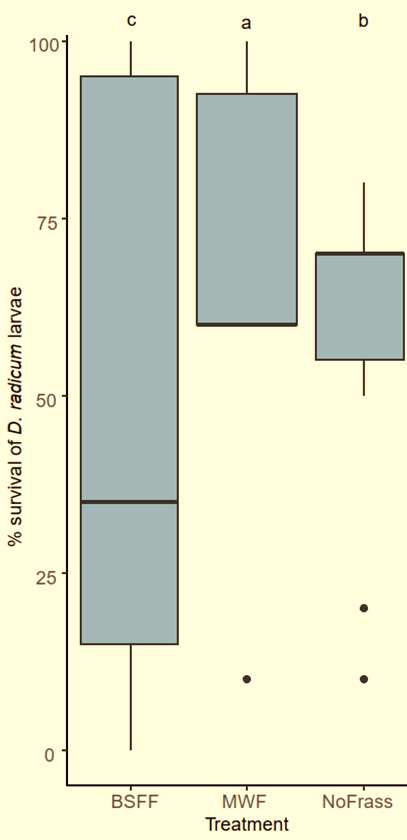 c a b
100
75
50
25
0
% survival of D. radicum larvae
BSFF MWF NoFrass
Treatment